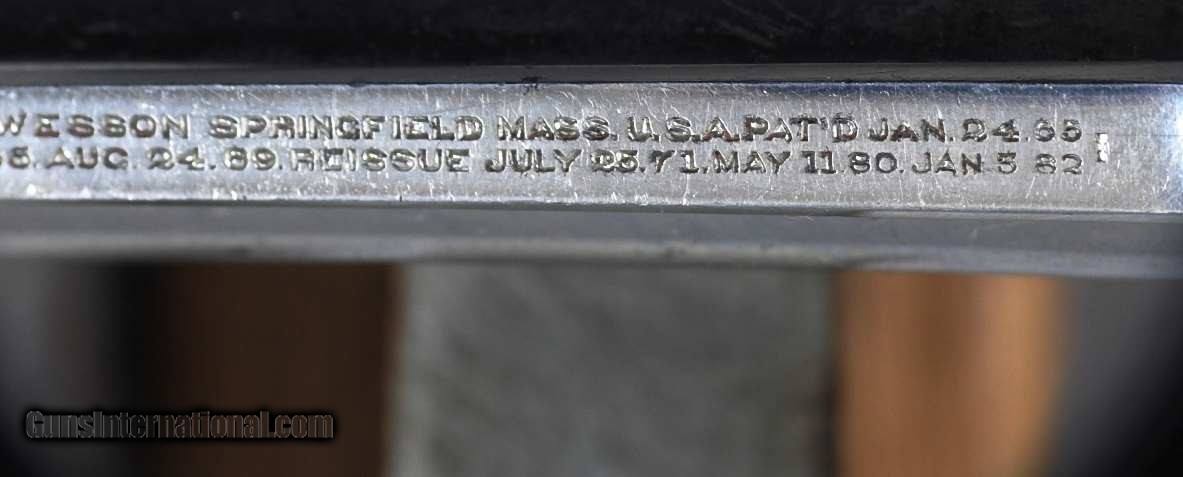 WESSON SPRINGFIELD MASS. U.S.A. PAT'D JAN. 24. 65
65. AUG. 24. 69. REISSUE JULY 25. 71. MAY 11. 80. JAN 3 82
GunsInternational.com